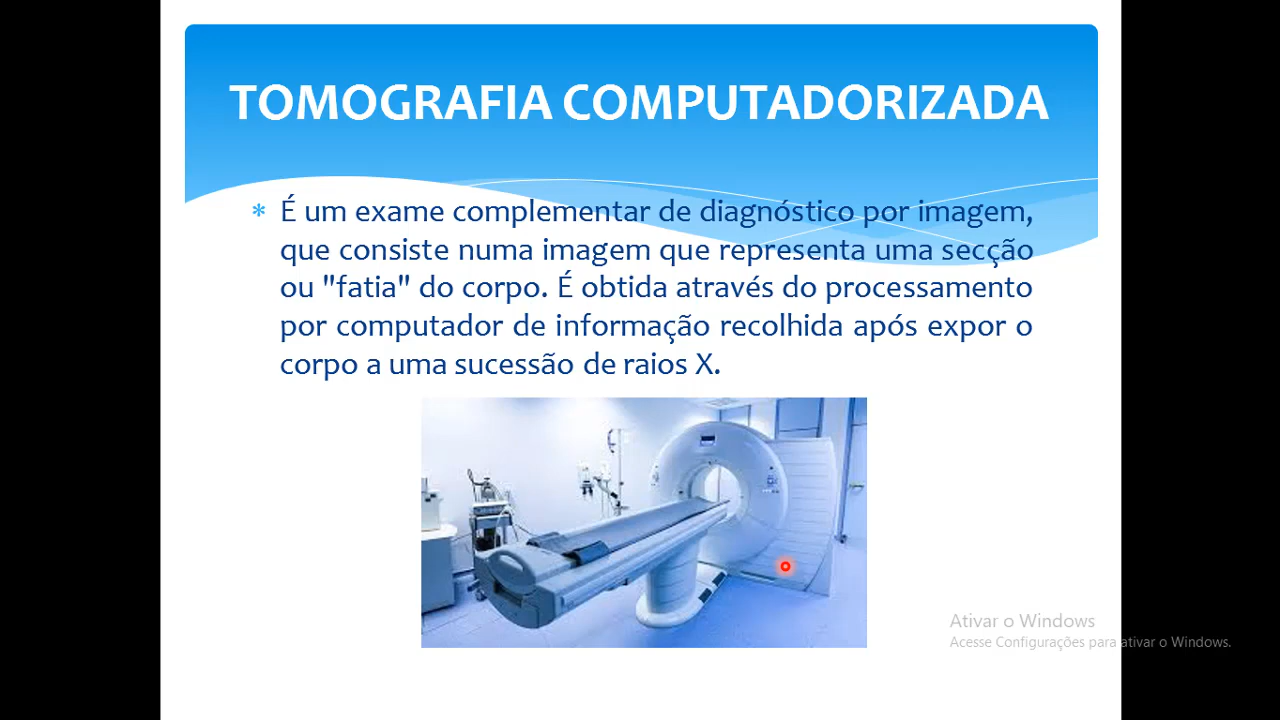 TOMOGRAFIA COMPUTADORIZADA
* É um exame complementar de diagnóstico por imagem,
que consiste numa imagem que representa uma secção
ou "fatia" do corpo. É obtida através do processamento
por computador de informação recolhida após expor o
corpo a uma sucessão de raios X.
Ativar o Windows
Acesse Configurações para ativar o Windows.